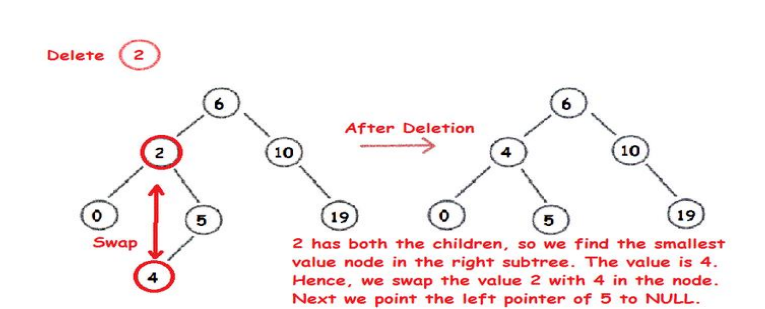 Delete 2
6
6
After Deletion
2
10
4
10
0
5
19
0
5
19
Swap
4
2 has both the children, so we find the smallest
value node in the right subtree. The value is 4.
Hence, we swap the value 2 with 4 in the node.
Next we point the left pointer of 5 to NULL.